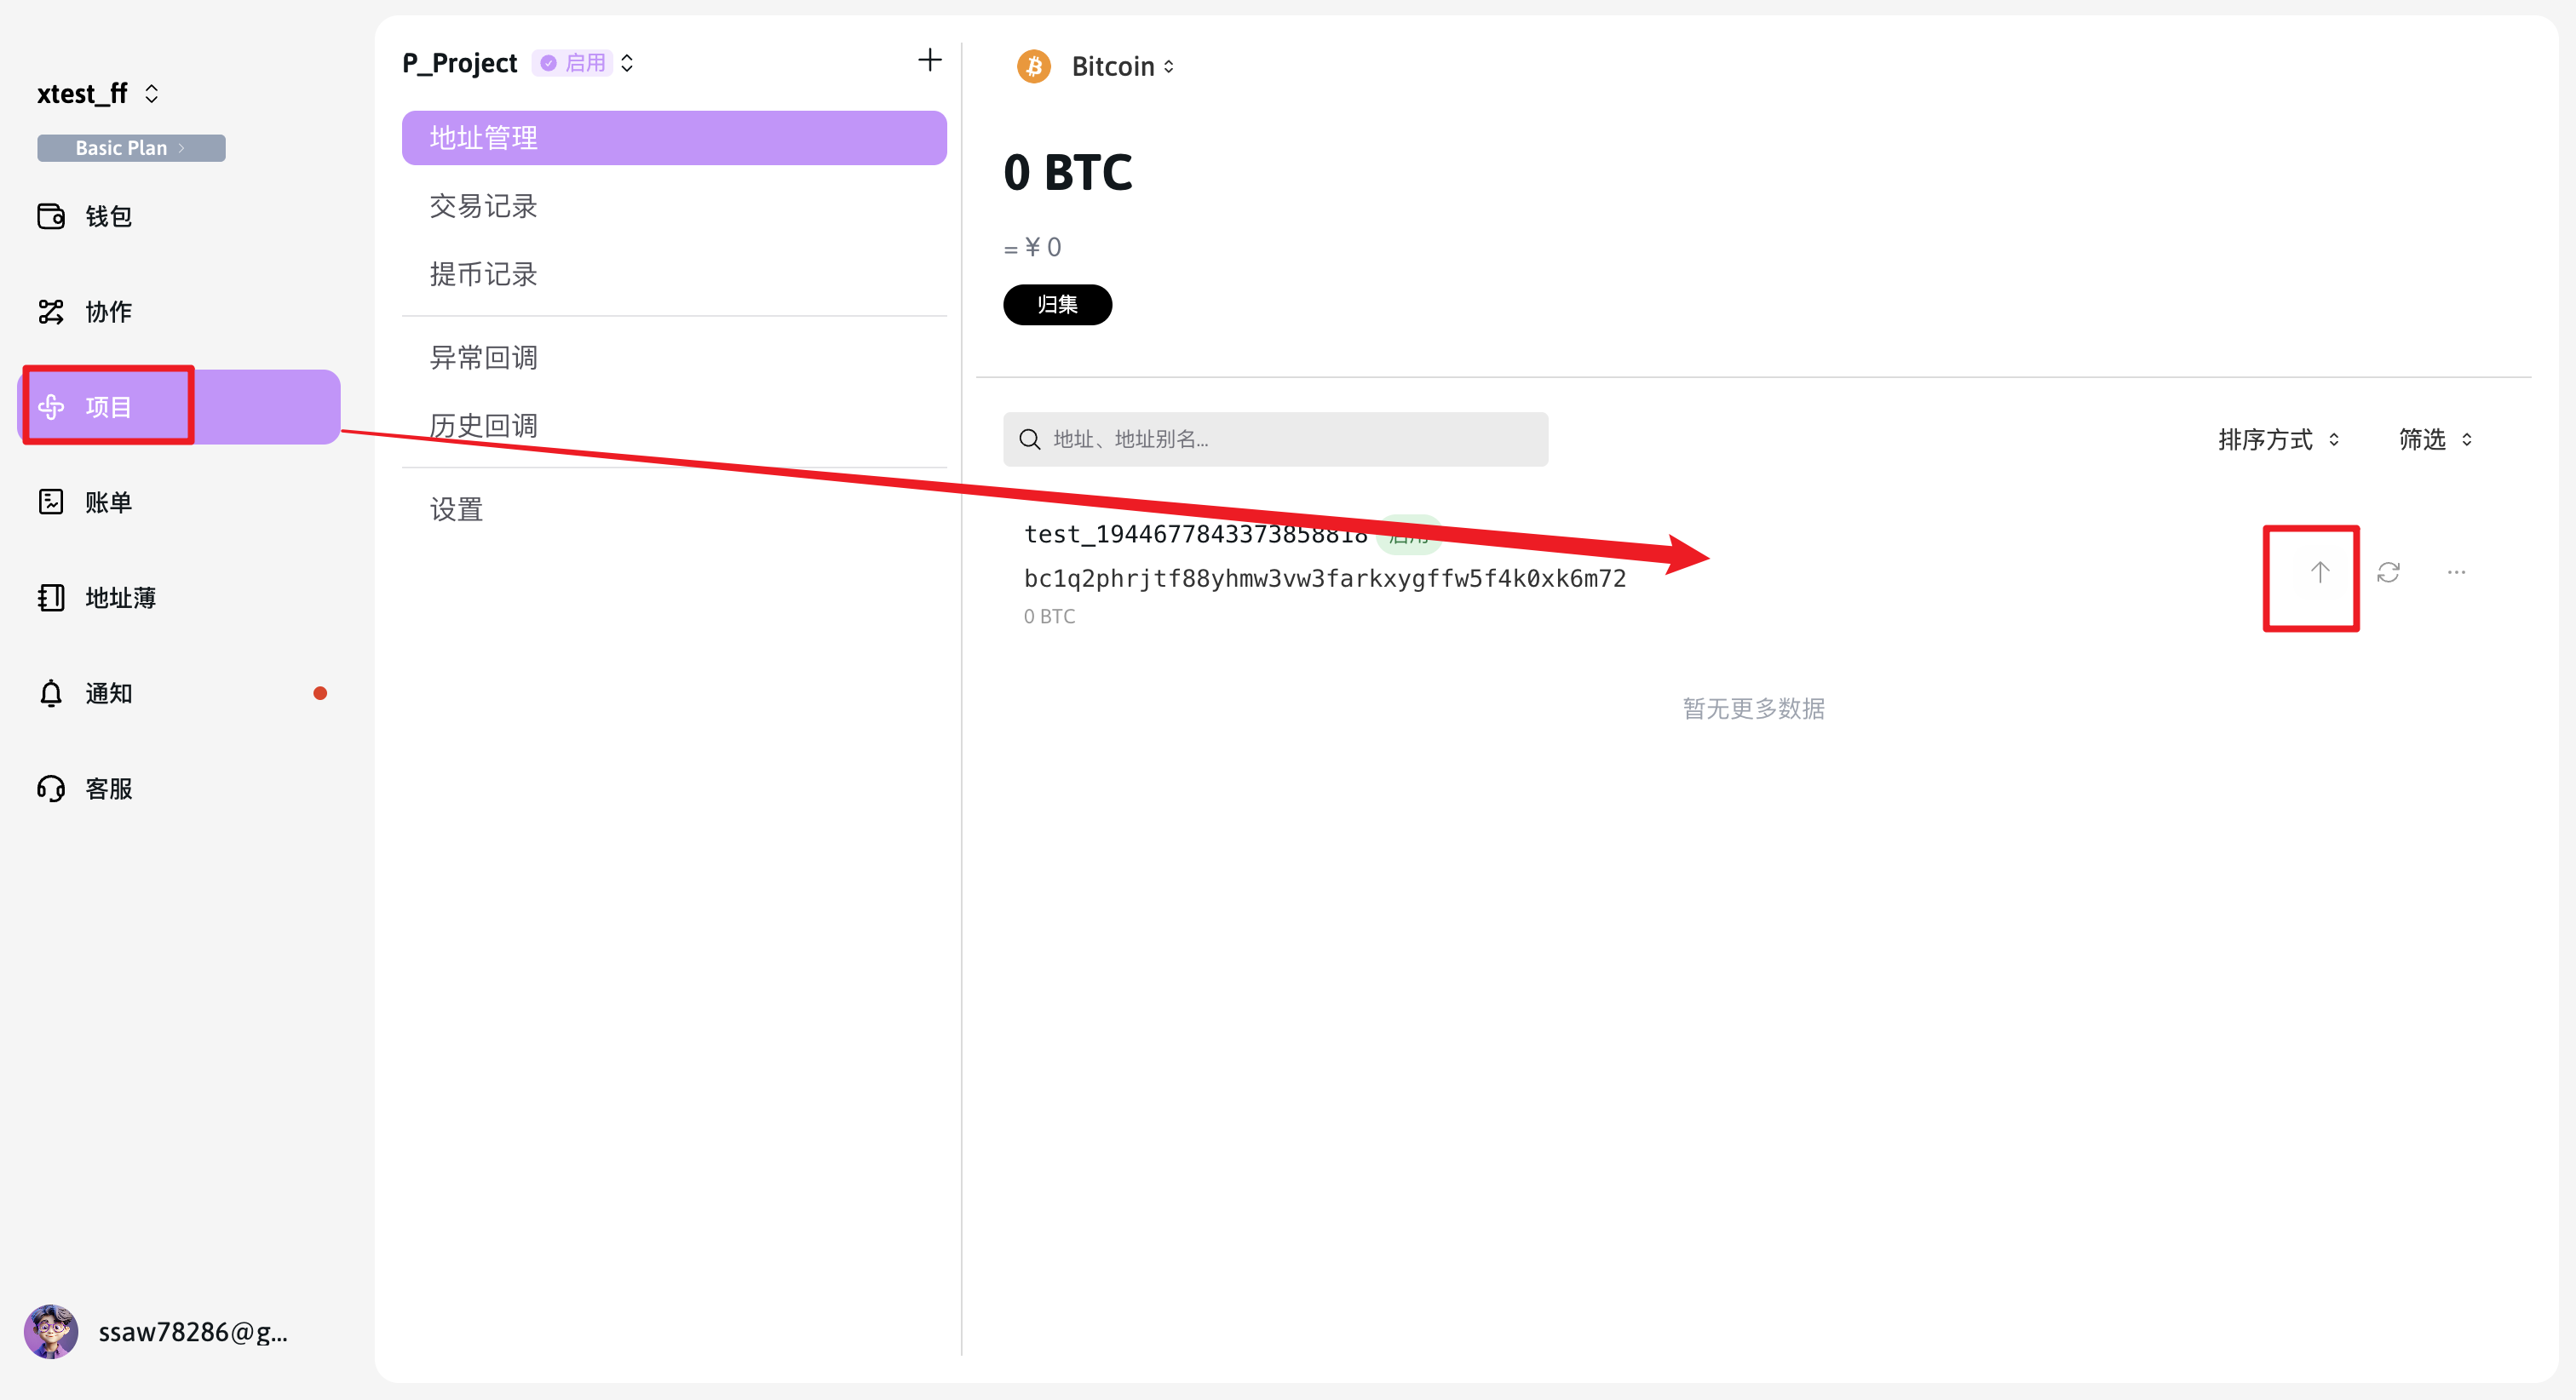 xtest_ff
Basic Plan
钱包
协作
项目
账单
地址薄
通知
客服
ssaw78286@g...
P_Project 启用
地址管理
交易记录
提币记录
异常回调
历史回调
设置
Bitcoin
0 BTC
= ¥ 0
归集
地址、地址别名...
排序方式 筛选
test_1944677843373858818 启用
bc1q2phrjtf88yhmw3vw3farkxygffw5f4k0xk6m72
0 BTC
暂无更多数据